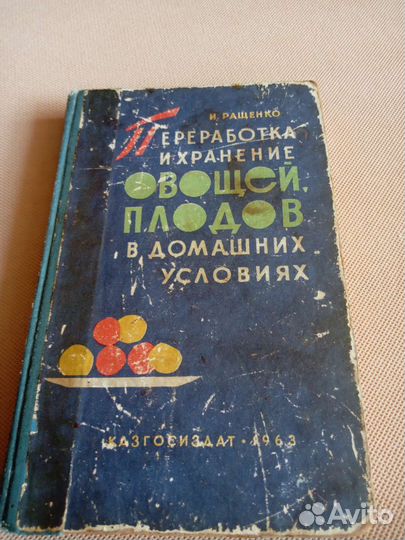 И. РАЩЕНКО
ПЕРЕРАБОТКА
И ХРАНЕНИЕ
ОВОЩЕЙ,
ПЛОДОВ
В ДОМАШНИХ
УСЛОВИЯХ
КАЗГОСИЗДАТ • 1963
Avito